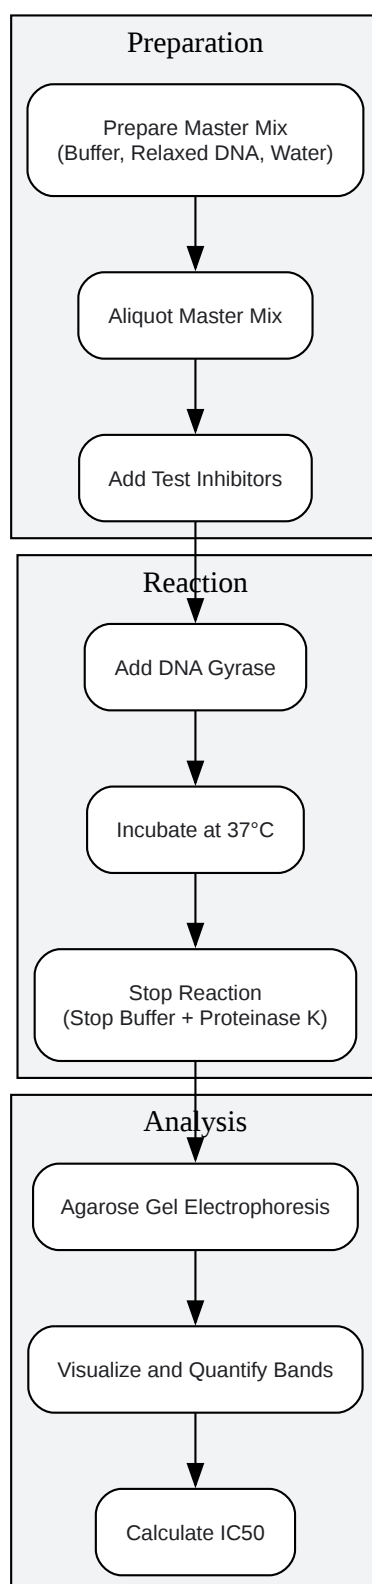 Preparation
Prepare Master Mix
(Buffer, Relaxed DNA, Water)
Aliquot Master Mix
Add Test Inhibitors
Reaction
Add DNA Gyrase
Incubate at 37°C
Stop Reaction
(Stop Buffer + Proteinase K)
Analysis
Agarose Gel Electrophoresis
Visualize and Quantify Bands
Calculate IC50